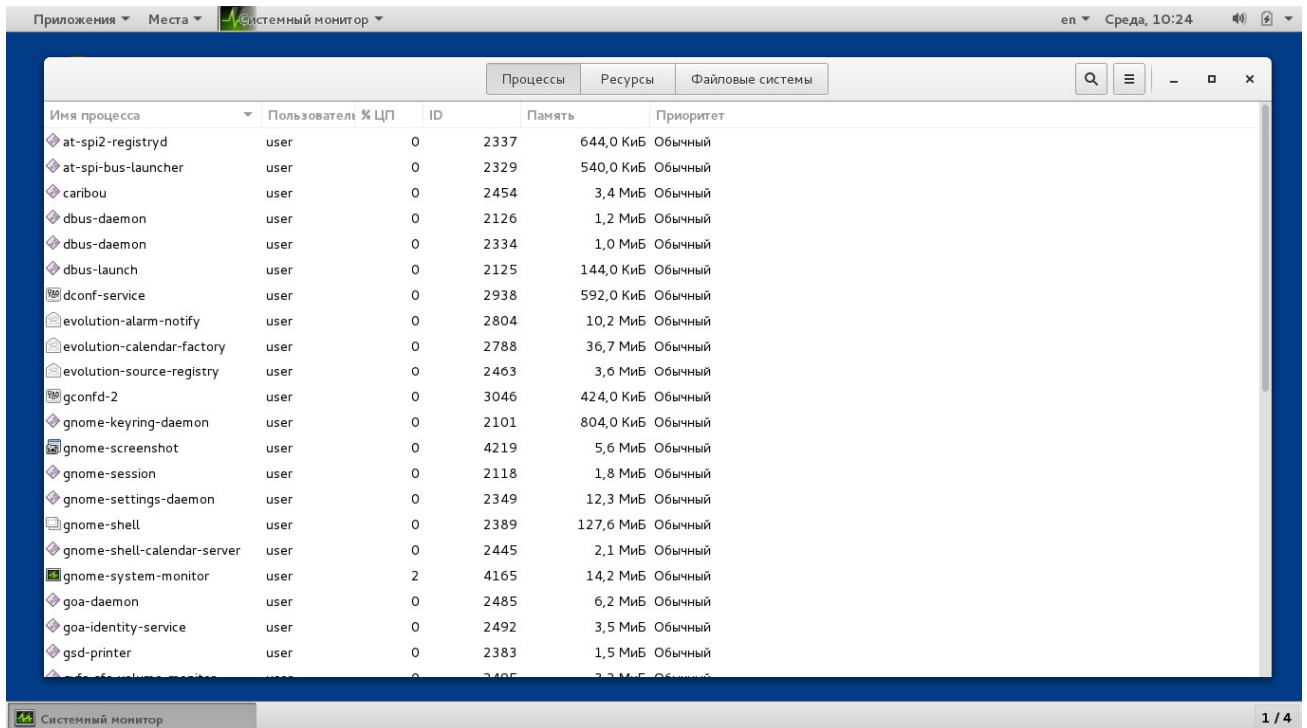 Приложения Места Системный монитор en Среда, 10:24
Процессы Ресурсы Файловые системы
Имя процесса Пользователь % ЦП ID Память Приоритет
at-spi2-registryd user 0 2337 644,0 КиБ Обычный
at-spi-bus-launcher user 0 2329 540,0 КиБ Обычный
caribou user 0 2454 3,4 МиБ Обычный
dbus-daemon user 0 2126 1,2 МиБ Обычный
dbus-daemon user 0 2334 1,0 МиБ Обычный
dbus-launch user 0 2125 144,0 КиБ Обычный
dconf-service user 0 2938 592,0 КиБ Обычный
evolution-alarm-notify user 0 2804 10,2 МиБ Обычный
evolution-calendar-factory user 0 2788 36,7 МиБ Обычный
evolution-source-registry user 0 2463 3,6 МиБ Обычный
gconfd-2 user 0 3046 424,0 КиБ Обычный
gnome-keyring-daemon user 0 2101 804,0 КиБ Обычный
gnome-screenshot user 0 4219 5,6 МиБ Обычный
gnome-session user 0 2118 1,8 МиБ Обычный
gnome-settings-daemon user 0 2349 12,3 МиБ Обычный
gnome-shell user 0 2389 127,6 МиБ Обычный
gnome-shell-calendar-server user 0 2445 2,1 МиБ Обычный
gnome-system-monitor user 2 4165 14,2 МиБ Обычный
goa-daemon user 0 2485 6,2 МиБ Обычный
goa-identity-service user 0 2492 3,5 МиБ Обычный
gsd-printer user 0 2383 1,5 МиБ Обычный
Системный монитор 1 / 4